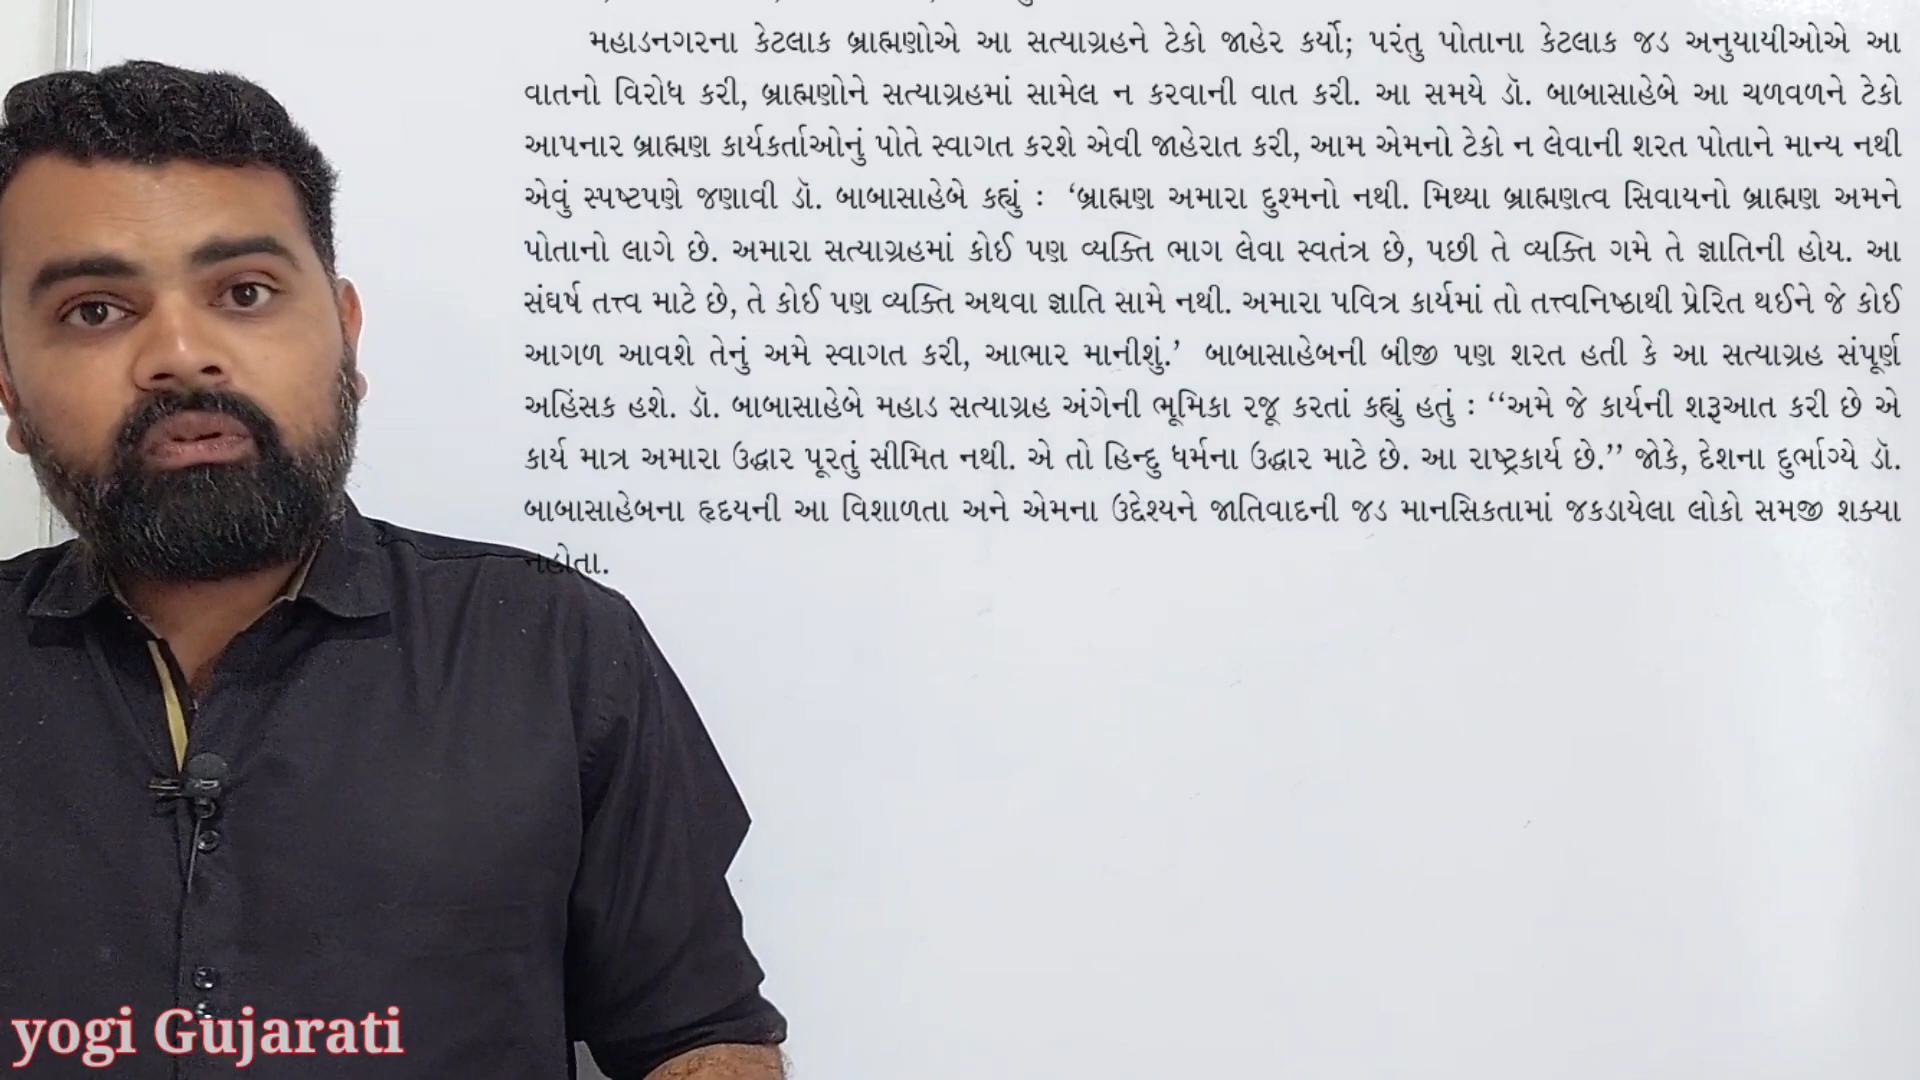 મહાડનગરના કેટલાક બ્રાહ્મણોએ આ સત્યાગ્રહને ટેકો જાહેર કર્યો; પરંતુ પોતાના કેટલાક જડ અનુયાયીઓએ આ
વાતનો વિરોધ કરી, બ્રાહ્મણોને સત્યાગ્રહમાં સામેલ ન કરવાની વાત કરી. આ સમયે ડૉ. બાબાસાહેબે આ ચળવળને ટેકો
આપનાર બ્રાહ્મણ કાર્યકર્તાઓનું પોતે સ્વાગત કરશે એવી જાહેરાત કરી, આમ એમનો ટેકો ન લેવાની શરત પોતાને માન્ય નથી
એવું સ્પષ્ટપણે જણાવી ડૉ. બાબાસાહેબે કહ્યું : ‘બ્રાહ્મણ અમારા દુશ્મનો નથી. મિથ્યા બ્રાહ્મણત્વ સિવાયનો બ્રાહ્મણ અમને
પોતાનો લાગે છે. અમારા સત્યાગ્રહમાં કોઈ પણ વ્યક્તિ ભાગ લેવા સ્વતંત્ર છે, પછી તે વ્યક્તિ ગમે તે જ્ઞાતિની હોય. આ
સંઘર્ષ તત્ત્વ માટે છે, તે કોઈ પણ વ્યક્તિ અથવા જ્ઞાતિ સામે નથી. અમારા પવિત્ર કાર્યમાં તો તત્ત્વનિષ્ઠાથી પ્રેરિત થઈને જે કોઈ
આગળ આવશે તેનું અમે સ્વાગત કરી, આભાર માનીશું.’ બાબાસાહેબની બીજી પણ શરત હતી કે આ સત્યાગ્રહ સંપૂર્ણ
અહિંસક હશે. ડૉ. બાબાસાહેબે મહાડ સત્યાગ્રહ અંગેની ભૂમિકા રજૂ કરતાં કહ્યું હતું : ‘‘અમે જે કાર્યની શરૂઆત કરી છે એ
કાર્ય માત્ર અમારા ઉદ્ધાર પૂરતું સીમિત નથી. એ તો હિન્દુ ધર્મના ઉદ્ધાર માટે છે. આ રાષ્ટ્રકાર્ય છે.’’ જોકે, દેશના દુર્ભાગ્યે ડૉ.
બાબાસાહેબના હૃદયની આ વિશાળતા અને એમના ઉદ્દેશ્યને જાતિવાદની જડ માનસિકતામાં જકડાયેલા લોકો સમજી શક્યા
નહોતા.
yogi Gujarati